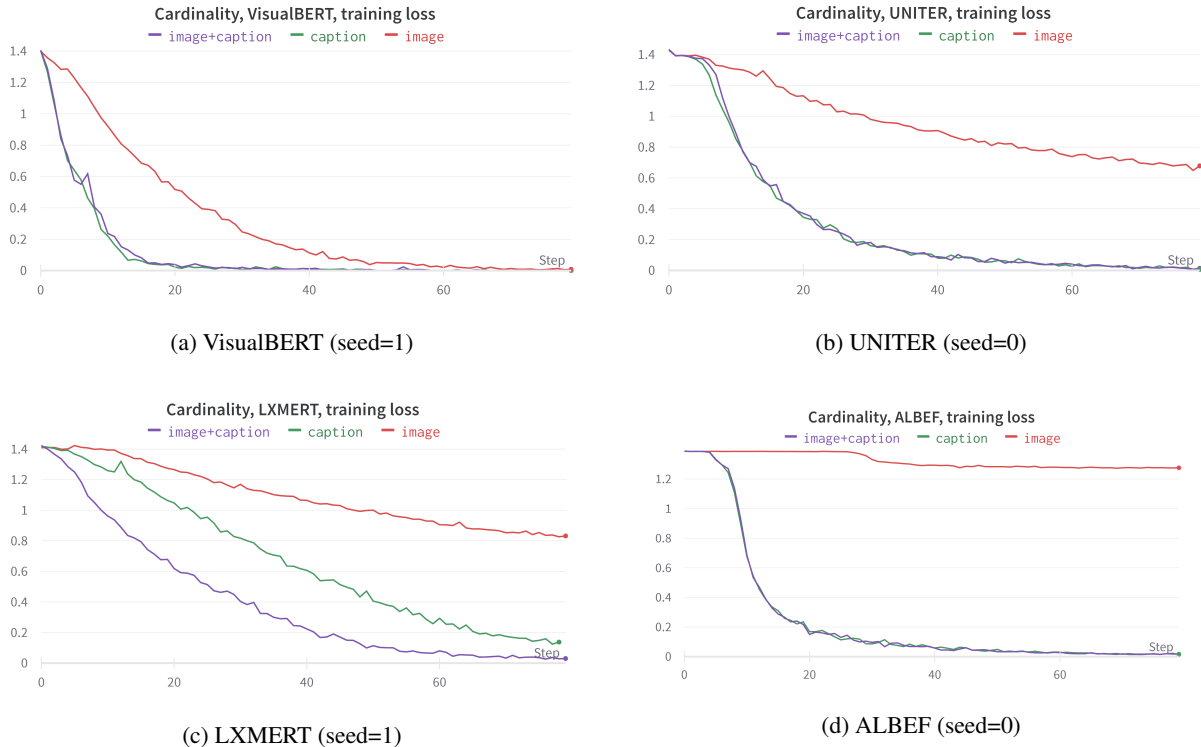 Cardinality, VisualBERT, training loss
image+caption caption image
1.4
1.2
1
0.8
0.6
0.4
0.2
0
Step
0 20 40 60
(a) VisualBERT (seed=1)
Cardinality, UNITER, training loss
image+caption caption image
1.4
1.2
1
0.8
0.6
0.4
0.2
0
Step
0 20 40 60
(b) UNITER (seed=0)
Cardinality, LXMERT, training loss
image+caption caption image
1.4
1.2
1
0.8
0.6
0.4
0.2
0
Step
0 20 40 60
(c) LXMERT (seed=1)
Cardinality, ALBEF, training loss
image+caption caption image
1.2
1
0.8
0.6
0.4
0.2
0
Step
0 20 40 60
(d) ALBEF (seed=0)